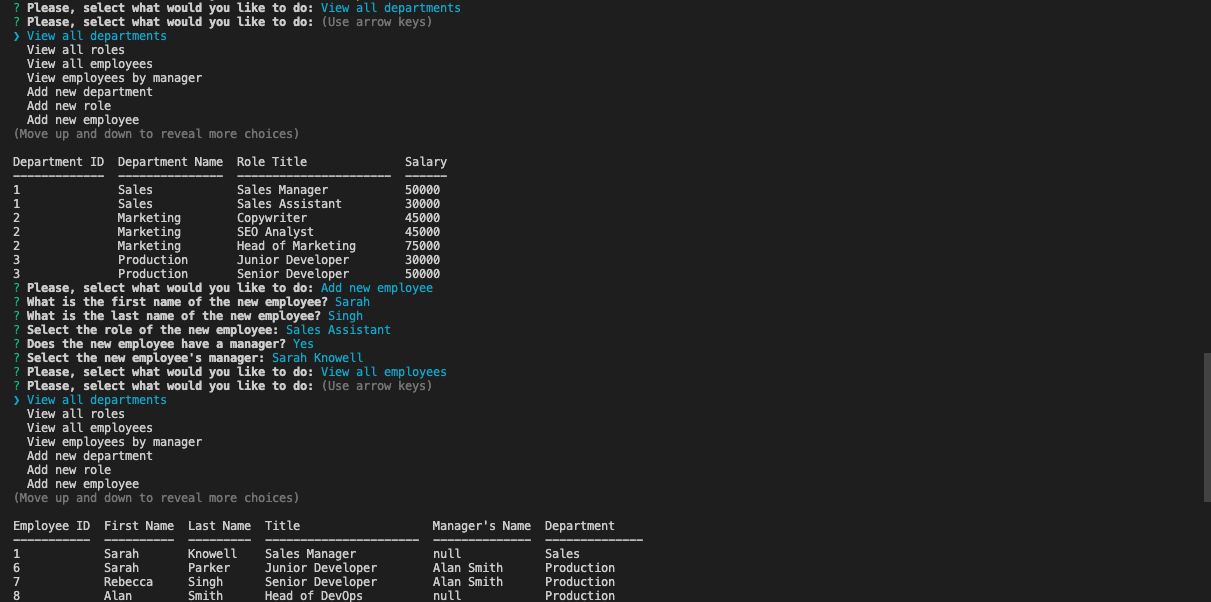 ? Please, select what would you like to do: View all departments
? Please, select what would you like to do: (Use arrow keys)
❯ View all departments
View all roles
View all employees
View employees by manager
Add new department
Add new role
Add new employee
(Move up and down to reveal more choices)
Department ID  Department Name  Role Title  Salary
1  Sales  Sales Manager  50000
1  Sales  Sales Assistant  30000
2  Marketing  Copywriter  45000
2  Marketing  SEO Analyst  45000
2  Marketing  Head of Marketing  75000
3  Production  Junior Developer  30000
3  Production  Senior Developer  50000
? Please, select what would you like to do: Add new employee
? What is the first name of the new employee? Sarah
? What is the last name of the new employee? Singh
? Select the role of the new employee: Sales Assistant
? Does the new employee have a manager? Yes
? Select the new employee's manager: Sarah Knowell
? Please, select what would you like to do: View all employees
? Please, select what would you like to do: (Use arrow keys)
❯ View all departments
View all roles
View all employees
View employees by manager
Add new department
Add new role
Add new employee
(Move up and down to reveal more choices)
Employee ID  First Name  Last Name  Title  Manager's Name  Department
1  Sarah  Knowell  Sales Manager  null  Sales
6  Sarah  Parker  Junior Developer  Alan Smith  Production
7  Rebecca  Singh  Senior Developer  Alan Smith  Production
8  Alan  Smith  Head of DevOps  null  Production